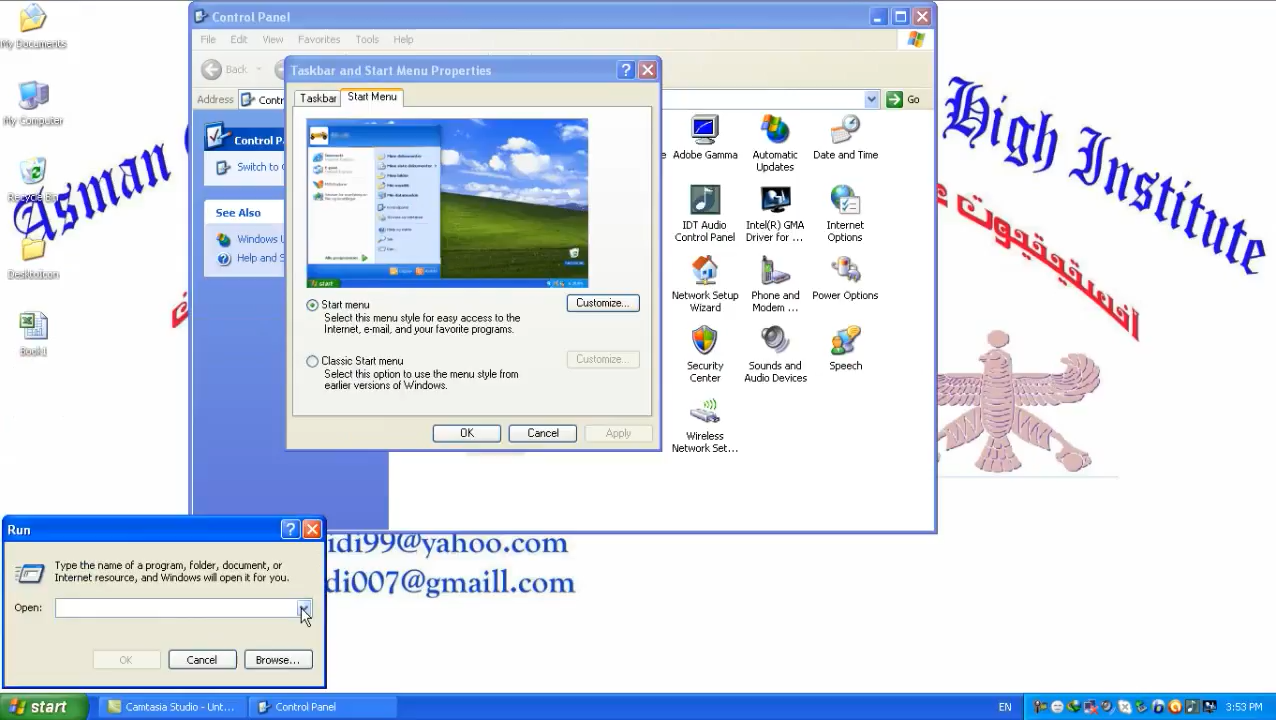 My Documents
My Computer
Recycle Bin
Book1
Asman
High Institute
Control Panel
File Edit View Favorites Tools Help
Back
Address
Go
Switch to
See Also
Adobe Gamma
Automatic Updates
Date and Time
IDT Audio Control Panel
Intel(R) GMA Driver for ...
Internet Options
Network Setup Wizard
Phone and Modem ...
Power Options
Security Center
Sounds and Audio Devices
Speech
Wireless Network Set...
Taskbar and Start Menu Properties
Taskbar
Start Menu
Start menu
Customize...
Select this menu style for easy access to the
Internet, e-mail, and your favorite programs.
Classic Start menu
Customize...
Select this option to use the menu style from
earlier versions of Windows.
OK
Cancel
Apply
idi99@yahoo.com
di007@gmaill.com
Run
Type the name of a program, folder, document, or
Internet resource, and Windows will open it for you.
Open:
OK
Cancel
Browse...
start
Camtasia Studio - Unt...
Control Panel
EN
3:53 PM